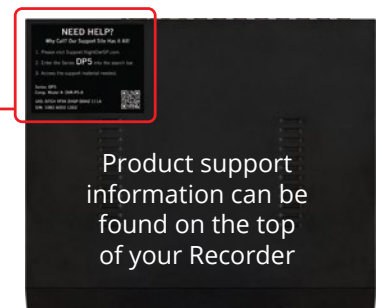 NEED HELP?
Why Call? Our Support Site Has it All!
1. Please visit Support.NightOwlSP.com.
2. Enter the Series DP5 into the search bar
3. Access the support material needed.
Series: DP5
Product support
information can be
found on the top
of your Recorder